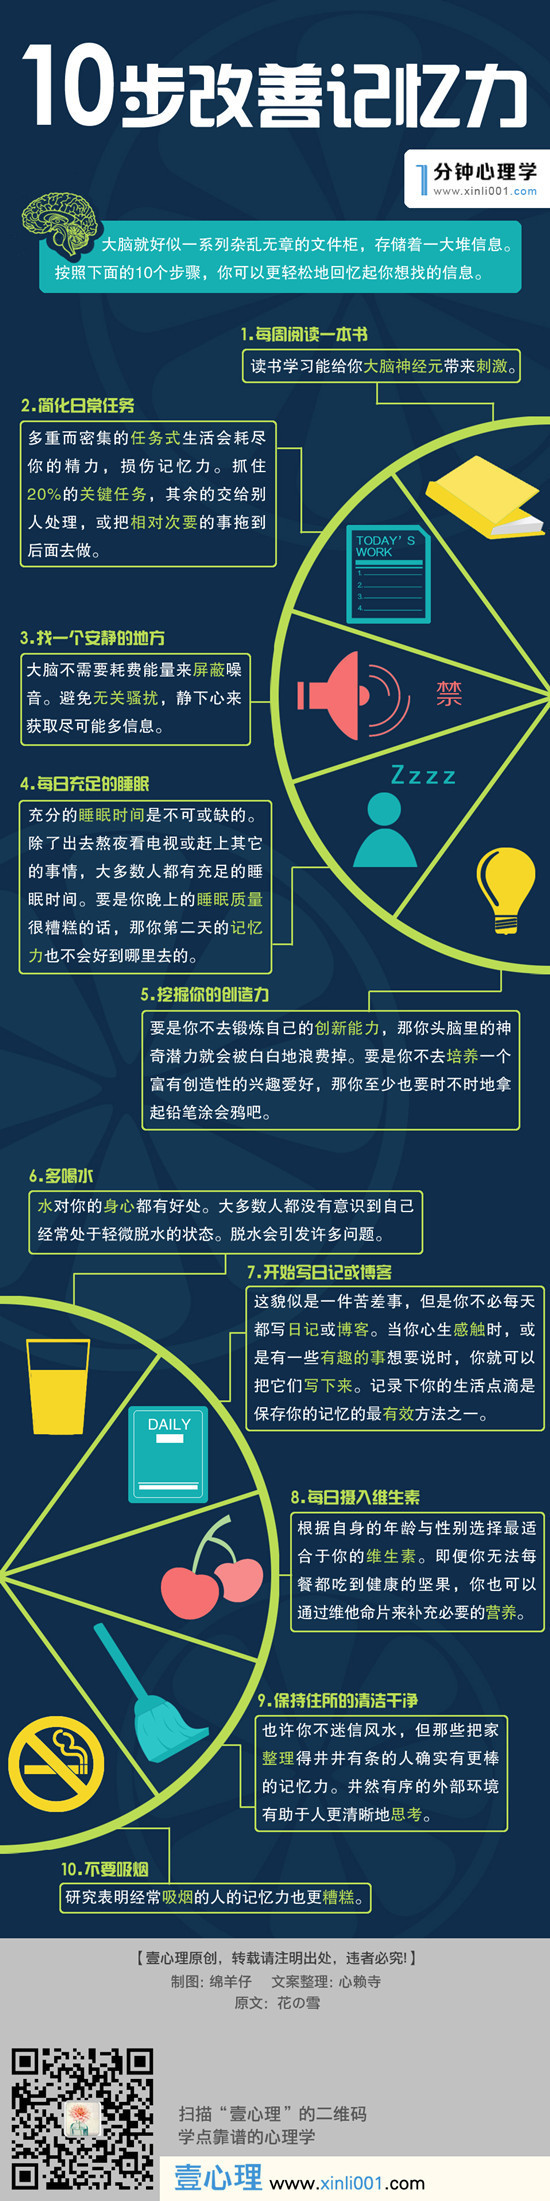 10步改善记忆力
1分钟心理学
www.xinli001.com
大脑就好似一系列杂乱无章的文件柜，存储着一大堆信息。
按照下面的10个步骤，你可以更轻松地回忆起你想找的信息。
1.每周阅读一本书
读书学习能给你大脑神经元带来刺激。
2.简化日常任务
多重而密集的任务式生活会耗尽
你的精力，损伤记忆力。抓住
20%的关键任务，其余的交给别
人处理，或把相对次要的事拖到
后面去做。
TODAY'S
WORK
1
2
3
4
3.找一个安静的地方
大脑不需要耗费能量来屏蔽噪
音。避免无关骚扰，静下心来
获取尽可能多信息。
禁
4.每日充足的睡眠
充分的睡眠时间是不可或缺的。
除了出去熬夜看电视或赶上其它
的事情，大多数人都有充足的睡
眠时间。要是你晚上的睡眠质量
很糟糕的话，那你第二天的记忆
力也不会好到哪里去的。
Zzzz
5.挖掘你的创造力
要是你不去锻炼自己的创新能力，那你头脑里的神
奇潜力就会被白白地浪费掉。要是你不去培养一个
富有创造性的兴趣爱好，那你至少也要时不时地拿
起铅笔涂会鸦吧。
6.多喝水
水对你的身心都有好处。大多数人都没有意识到自己
经常处于轻微脱水的状态。脱水会引发许多问题。
7.开始写日记或博客
这貌似是一件苦差事，但是你不必每天
都写日记或博客。当你心生感触时，或
是有一些有趣的事想要说时，你就可以
把它们写下来。记录下你的生活点滴是
保存你的记忆的最有效方法之一。
DAILY
8.每日摄入维生素
根据自身的年龄与性别选择最适
合于你的维生素。即便你无法每
餐都吃到健康的坚果，你也可以
通过维他命片来补充必要的营养。
9.保持住所的清洁干净
也许你不迷信风水，但那些把家
整理得井井有条的人确实有更棒
的记忆力。井然有序的外部环境
有助于人更清晰地思考。
10.不要吸烟
研究表明经常吸烟的人的记忆力也更糟糕。
【壹心理原创，转载请注明出处，违者必究!】
制图：绵羊仔 文案整理：心赖寺
原文：花の雪
扫描“壹心理”的二维码
学点靠谱的心理学
壹心理 www.xinli001.com